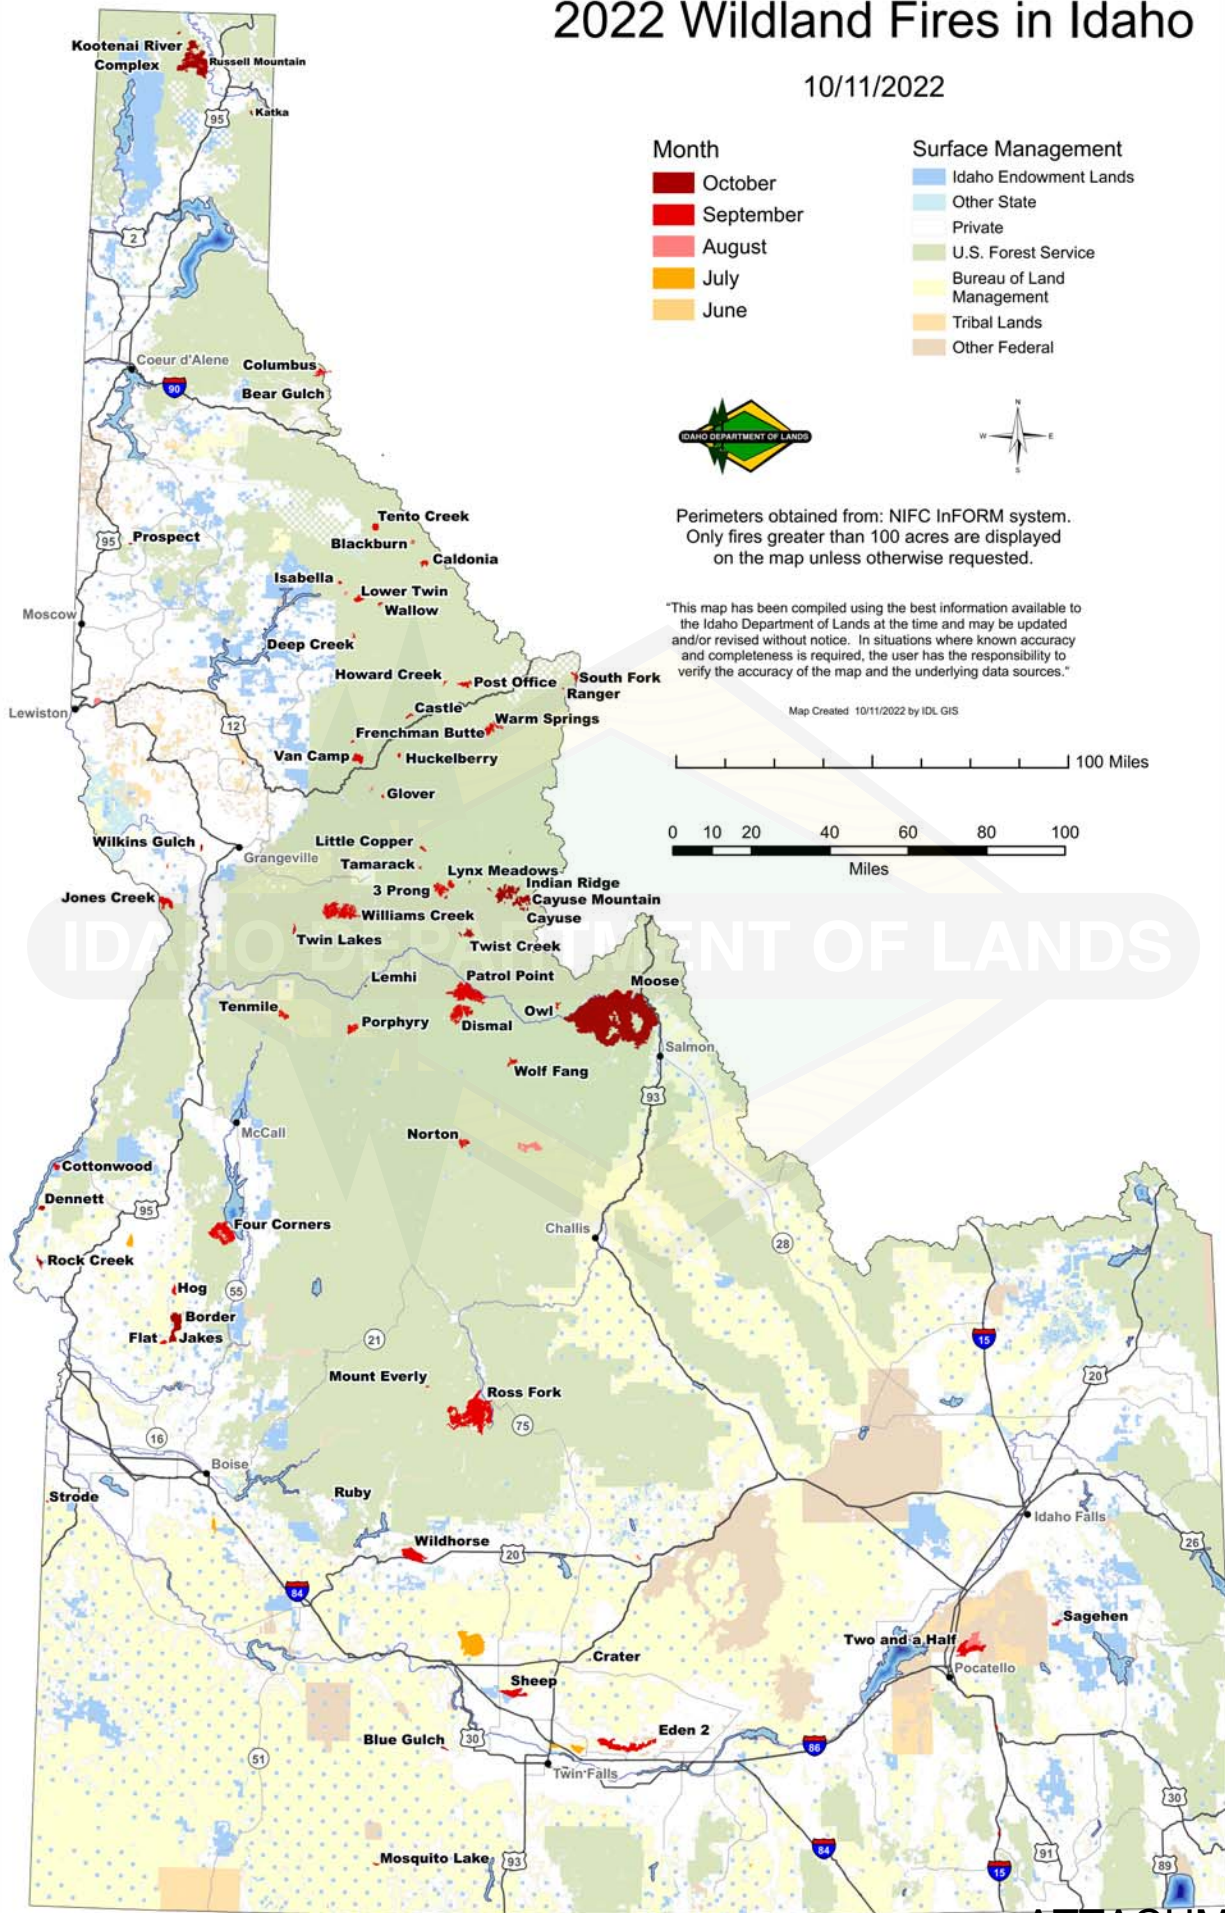 2022 Wildland Fires in Idaho
10/11/2022
Month
October
September
August
July
June
Surface Management
Idaho Endowment Lands
Other State
Private
U.S. Forest Service
Bureau of Land
Management
Tribal Lands
Other Federal
IDAHO DEPARTMENT OF LANDS
N
W
E
S
Perimeters obtained from: NIFC InFORM system.
Only fires greater than 100 acres are displayed
on the map unless otherwise requested.
"This map has been compiled using the best information available to
the Idaho Department of Lands at the time and may be updated
and/or revised without notice. In situations where known accuracy
and completeness is required, the user has the responsibility to
verify the accuracy of the map and the underlying data sources."
Map Created 10/11/2022 by IDL GIS
100 Miles
0 10 20 40 60 80 100
Miles
Kootenai River
Complex
Russell Mountain
95
Katka
2
Coeur d'Alene
90
Columbus
Bear Gulch
95
Prospect
Tento Creek
Blackburn
Caldonia
Isabella
Lower Twin
Wallow
Moscow
Deep Creek
Howard Creek
Post Office
South Fork
Ranger
Lewiston
12
Castle
Warm Springs
Frenchman Butte
Van Camp
Huckelberry
Glover
Wilkins Gulch
Grangeville
Little Copper
Tamarack
Lynx Meadows
3 Prong
Indian Ridge
Cayuse Mountain
Cayuse
Jones Creek
Williams Creek
Twin Lakes
Twist Creek
IDAHO DEPARTMENT OF LANDS
Lemhi
Patrol Point
Moose
Tenmile
Porphyry
Dismal
Owl
Salmon
Wolf Fang
93
McCall
Norton
Cottonwood
Dennett
95
Four Corners
Challis
28
Rock Creek
Hog
55
Border
Flat
Jakes
21
15
Mount Everly
Ross Fork
75
20
16
Boise
Strode
Ruby
Idaho Falls
26
Wildhorse
20
84
Sagehen
Two and a Half
Pocatello
Crater
Sheep
Blue Gulch
30
Eden 2
86
51
Twin Falls
30
Mosquito Lake
93
84
15
91
89